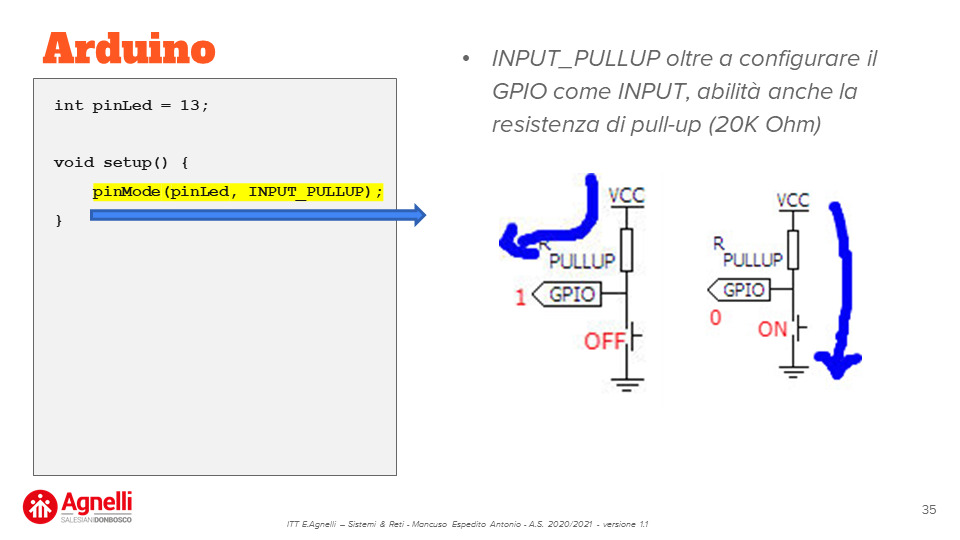 Arduino
int pinLed = 13;
void setup() {
pinMode(pinLed, INPUT_PULLUP);
}
• INPUT_PULLUP oltre a configurare il
GPIO come INPUT, abilità anche la
resistenza di pull-up (20K Ohm)
VCC
R
PULLUP
GPIO
1
OFF
VCC
R
PULLUP
GPIO
0
ON
Agnelli
SALESIANI DONBOSCO
ITT E.Agnelli – Sistemi & Reti - Mancuso Espedito Antonio - A.S. 2020/2021 - versione 1.1
35